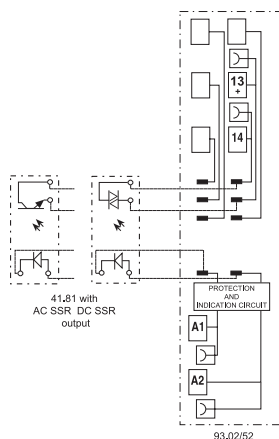 13
+
14
41.81 with
AC SSR DC SSR
output
PROTECTION
AND
INDICATION CIRCUIT
A1
A2
93.02/52